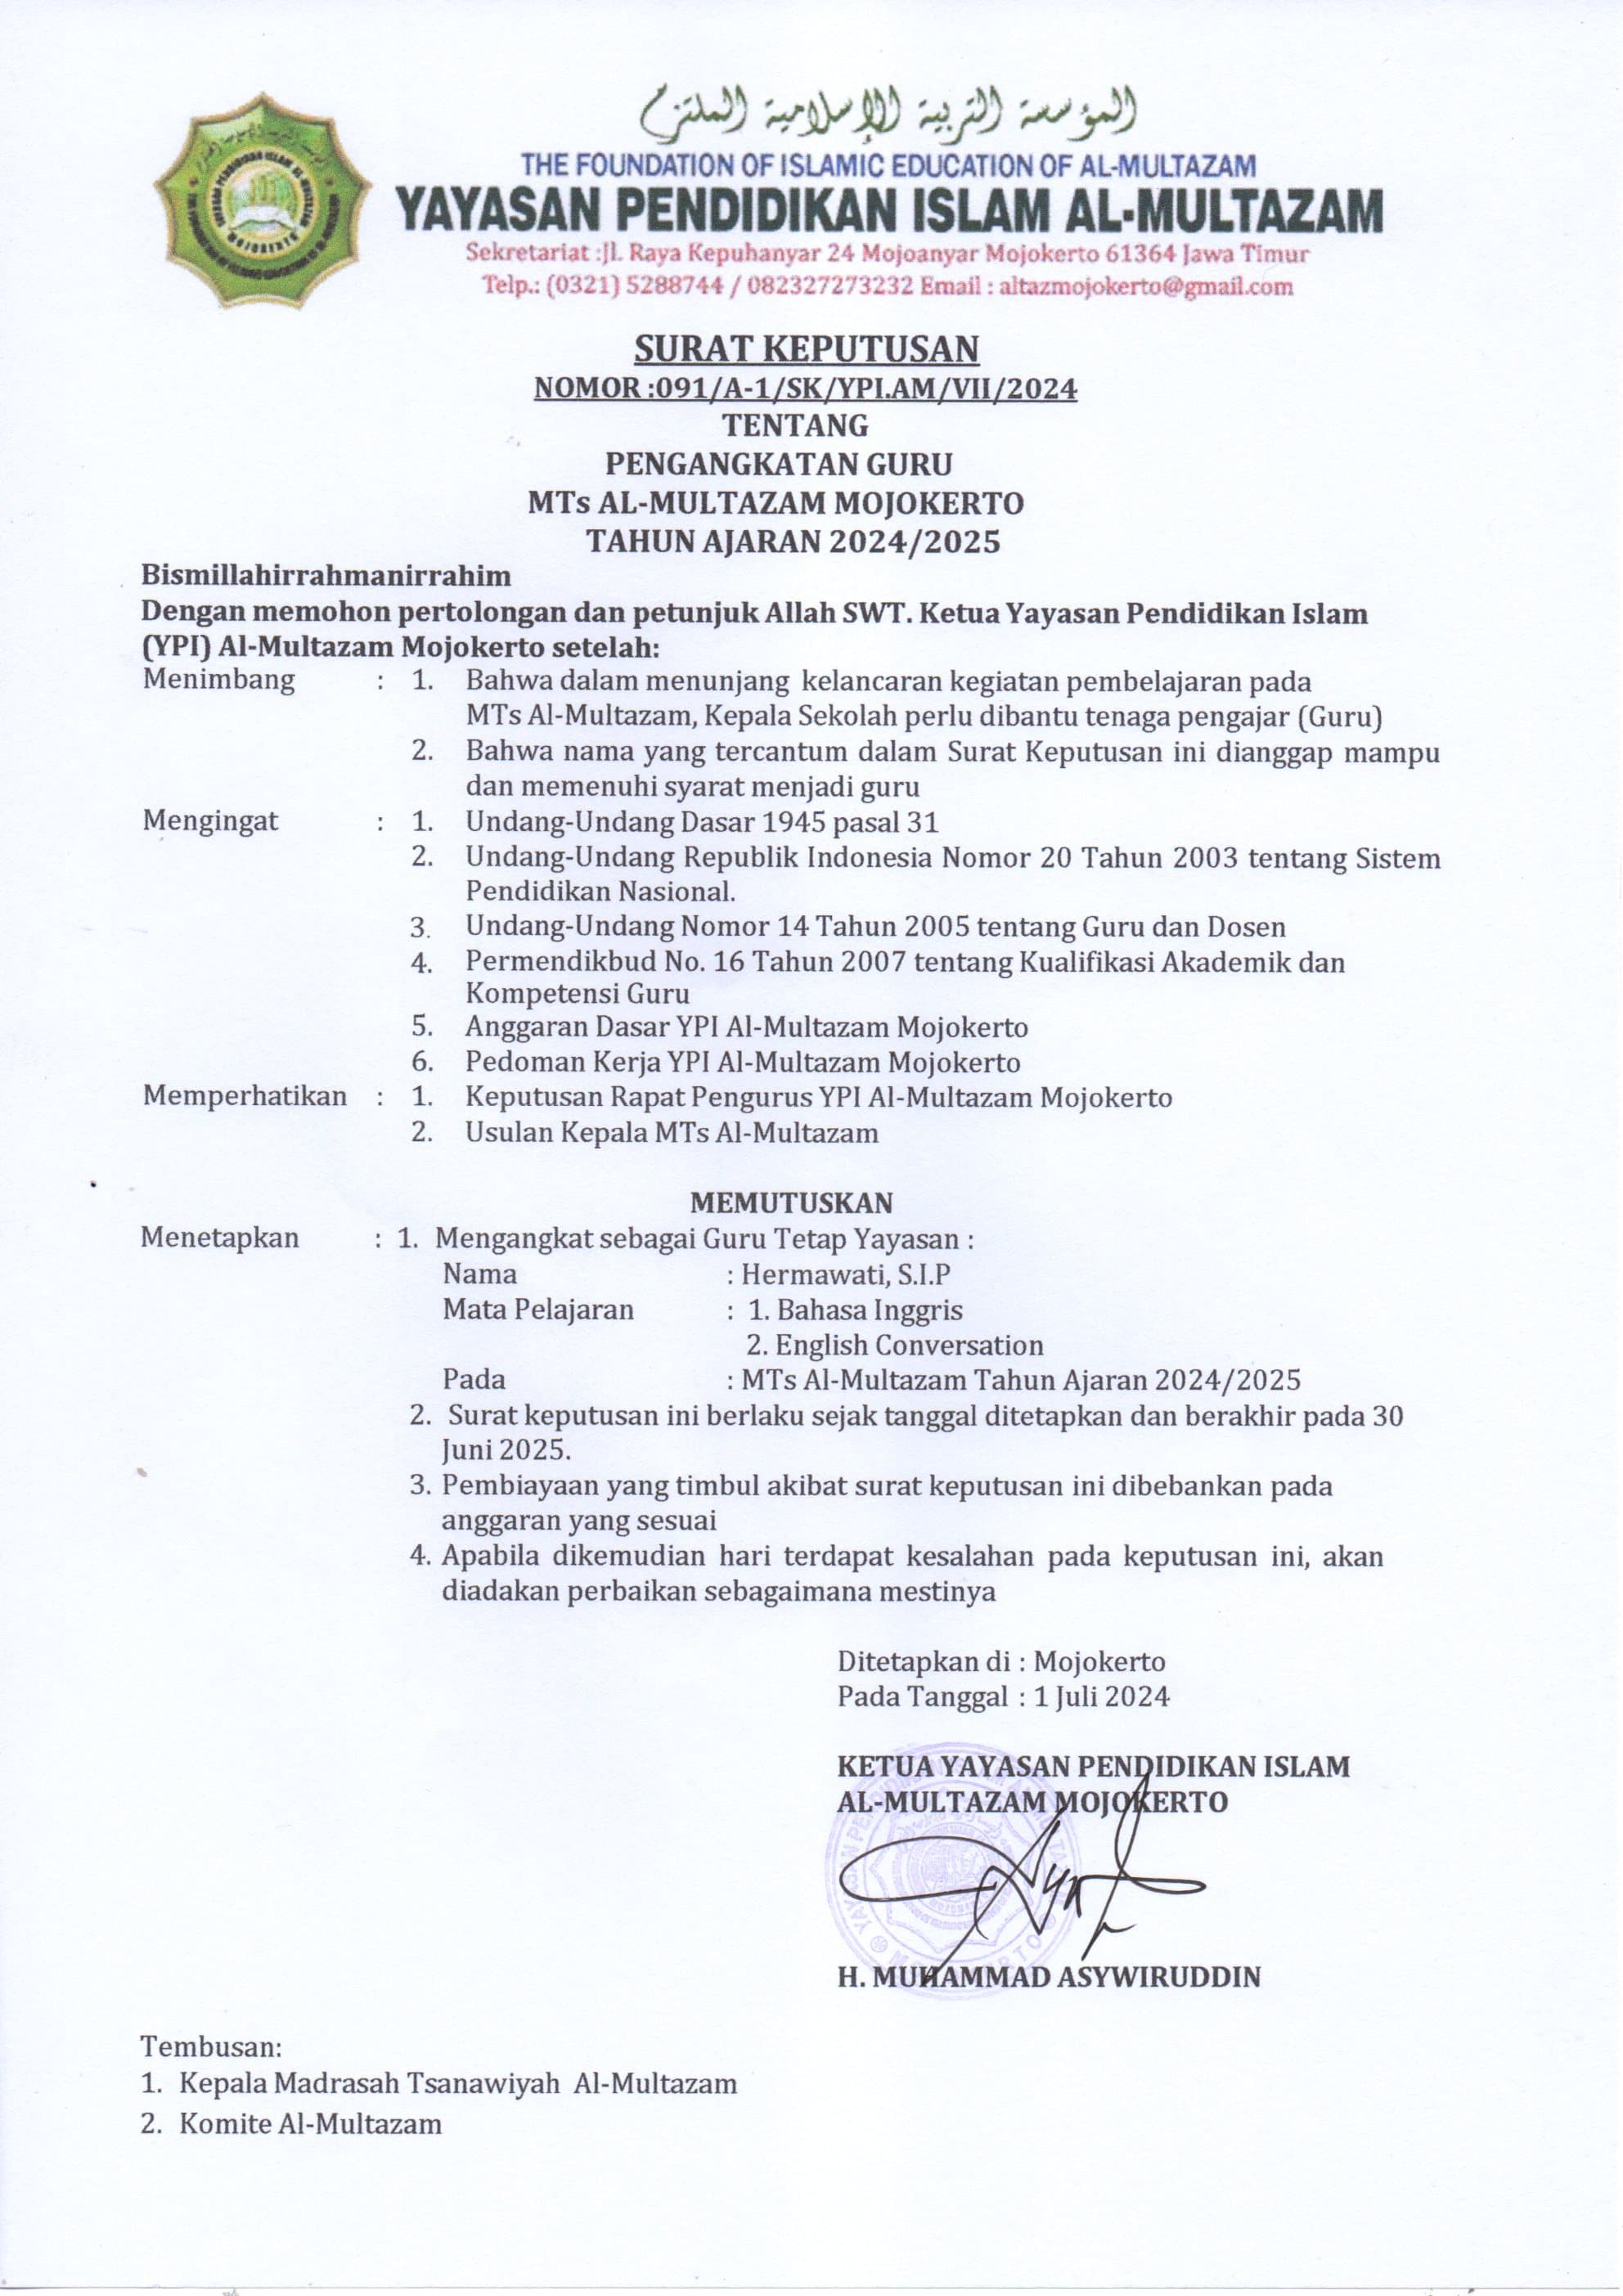 المؤسسة التربية الإسلامية الملتزم
THE FOUNDATION OF ISLAMIC EDUCATION OF AL-MULTAZAM
YAYASAN PENDIDIKAN ISLAM AL-MULTAZAM
Sekretariat :Jl. Raya Kepuhanyar 24 Mojoanyar Mojokerto 61364 Jawa Timur
Telp.: (0321) 5288744 / 082327273232 Email : altazmojokerto@gmail.com
SURAT KEPUTUSAN
NOMOR :091/A-1/SK/YPI.AM/VII/2024
TENTANG
PENGANGKATAN GURU
MTs AL-MULTAZAM MOJOKERTO
TAHUN AJARAN 2024/2025
Bismillahirrahmanirrahim
Dengan memohon pertolongan dan petunjuk Allah SWT. Ketua Yayasan Pendidikan Islam
(YPI) Al-Multazam Mojokerto setelah:
Menimbang : 1. Bahwa dalam menunjang kelancaran kegiatan pembelajaran pada
MTs Al-Multazam, Kepala Sekolah perlu dibantu tenaga pengajar (Guru)
2. Bahwa nama yang tercantum dalam Surat Keputusan ini dianggap mampu
dan memenuhi syarat menjadi guru
Mengingat : 1. Undang-Undang Dasar 1945 pasal 31
2. Undang-Undang Republik Indonesia Nomor 20 Tahun 2003 tentang Sistem
Pendidikan Nasional.
3. Undang-Undang Nomor 14 Tahun 2005 tentang Guru dan Dosen
4. Permendikbud No. 16 Tahun 2007 tentang Kualifikasi Akademik dan
Kompetensi Guru
5. Anggaran Dasar YPI Al-Multazam Mojokerto
6. Pedoman Kerja YPI Al-Multazam Mojokerto
Memperhatikan : 1. Keputusan Rapat Pengurus YPI Al-Multazam Mojokerto
2. Usulan Kepala MTs Al-Multazam
MEMUTUSKAN
Menetapkan : 1. Mengangkat sebagai Guru Tetap Yayasan :
Nama : Hermawati, S.I.P
Mata Pelajaran : 1. Bahasa Inggris
2. English Conversation
Pada : MTs Al-Multazam Tahun Ajaran 2024/2025
2. Surat keputusan ini berlaku sejak tanggal ditetapkan dan berakhir pada 30
Juni 2025.
3. Pembiayaan yang timbul akibat surat keputusan ini dibebankan pada
anggaran yang sesuai
4. Apabila dikemudian hari terdapat kesalahan pada keputusan ini, akan
diadakan perbaikan sebagaimana mestinya
Ditetapkan di : Mojokerto
Pada Tanggal : 1 Juli 2024
KETUA YAYASAN PENDIDIKAN ISLAM
AL-MULTAZAM MOJOKERTO
H. MUHAMMAD ASYWIRUDDIN
Tembusan:
1. Kepala Madrasah Tsanawiyah Al-Multazam
2. Komite Al-Multazam